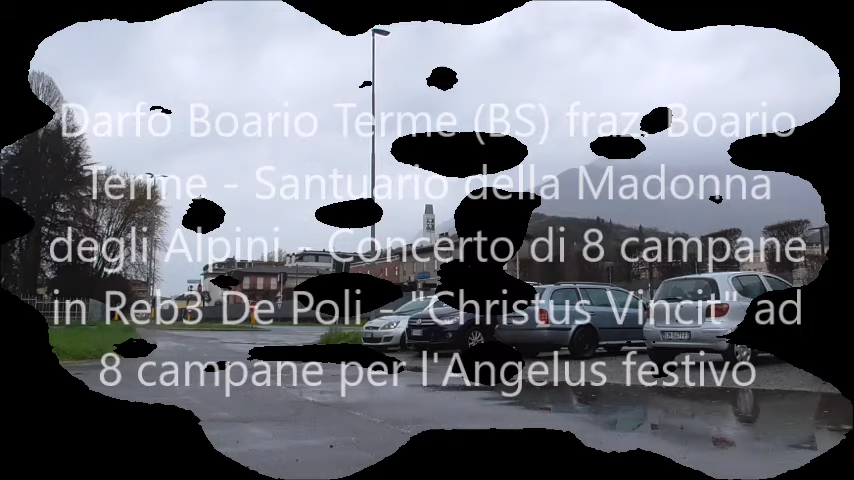 Darfo Boario Terme (BS) fraz. Boario
Terme - Santuario della Madonna
degli Alpini - Concerto di 8 campane
in Reb3 De Poli - "Christus Vincit" ad
8 campane per l'Angelus festivo